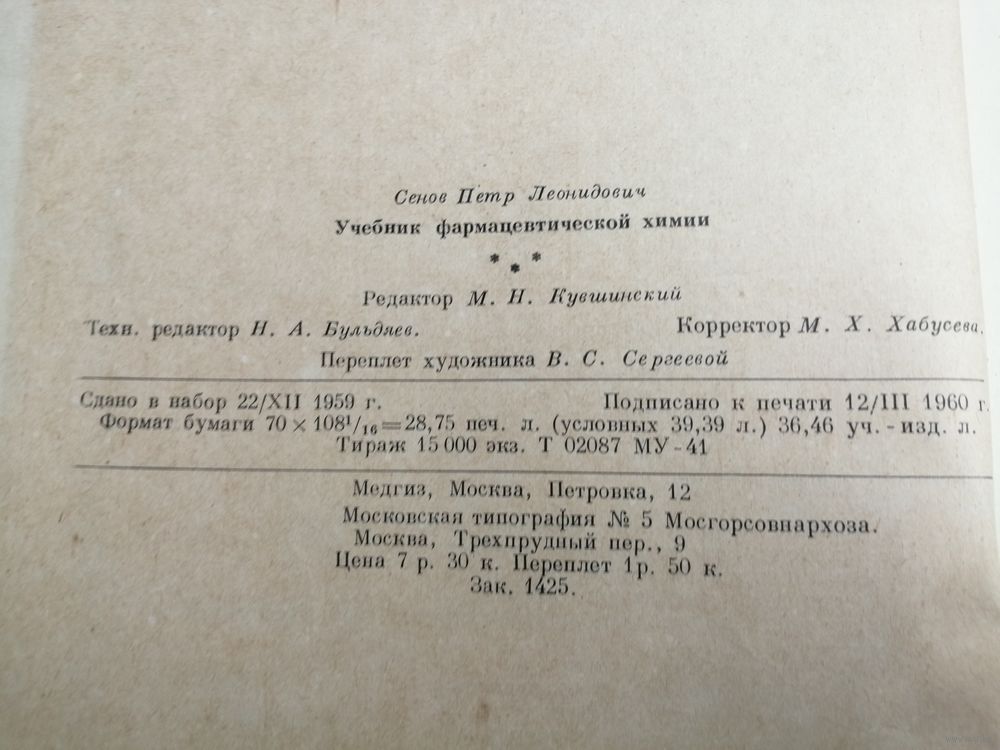 Сенов Петр Леонидович
Учебник фармацевтической химии
* * *
Редактор М. Н. Кувшинский
Техн. редактор Н. А. Бульдяев. Корректор М. Х. Хабусева.
Переплет художника В. С. Сергеевой
Сдано в набор 22/XII 1959 г. Подписано к печати 12/III 1960 г.
Формат бумаги 70 × 108¹/₁₆ = 28,75 печ. л. (условных 39,39 л.) 36,46 уч.-изд. л.
Тираж 15 000 экз. Т 02087 МУ-41
Медгиз, Москва, Петровка, 12
Московская типография № 5 Мосгорсовнархоза.
Москва, Трехпрудный пер., 9
Цена 7 р. 30 к. Переплет 1р. 50 к.
Зак. 1425.